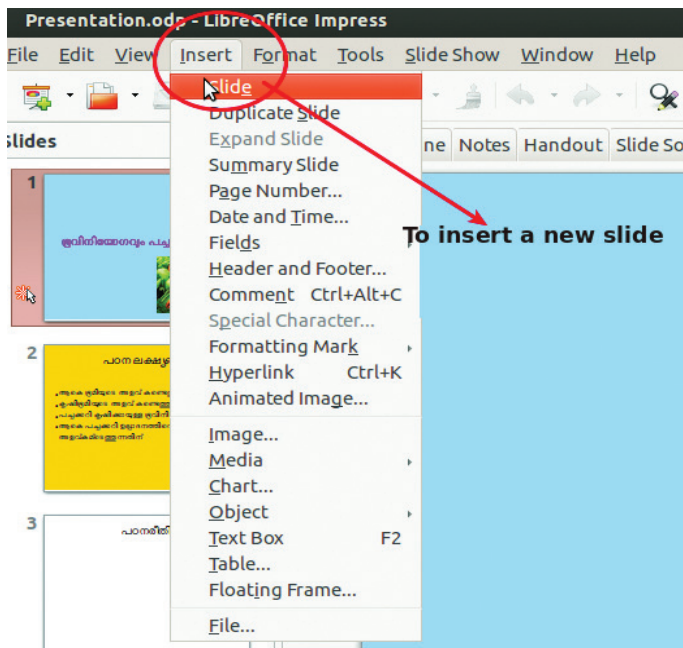 Presentation.odp - LibreOffice Impress
File Edit View Insert Format Tools Slide Show Window Help
Slides
ne Notes Handout Slide So
Slide
Duplicate Slide
Expand Slide
Summary Slide
Page Number...
Date and Time...
Fields
Header and Footer...
Comment Ctrl+Alt+C
Special Character...
Formatting Mark
Hyperlink Ctrl+K
Animated Image...
Image...
Media
Chart...
Object
Text Box F2
Table...
Floating Frame...
File...
To insert a new slide
1
ഭൂവിനിയോഗവും
2
പഠന
3
പഠനരീതി